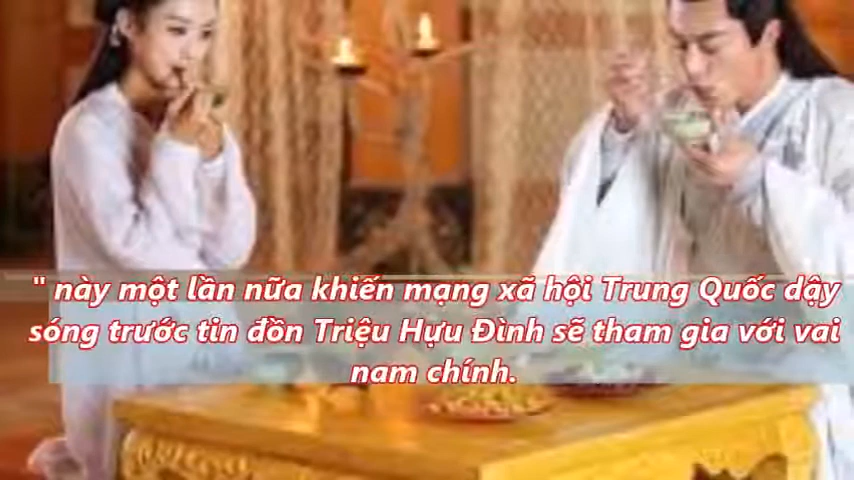 " này một lần nữa khiến mạng xã hội Trung Quốc dậy
sóng trước tin đồn Triệu Hựu Đình sẽ tham gia với vai
nam chính.